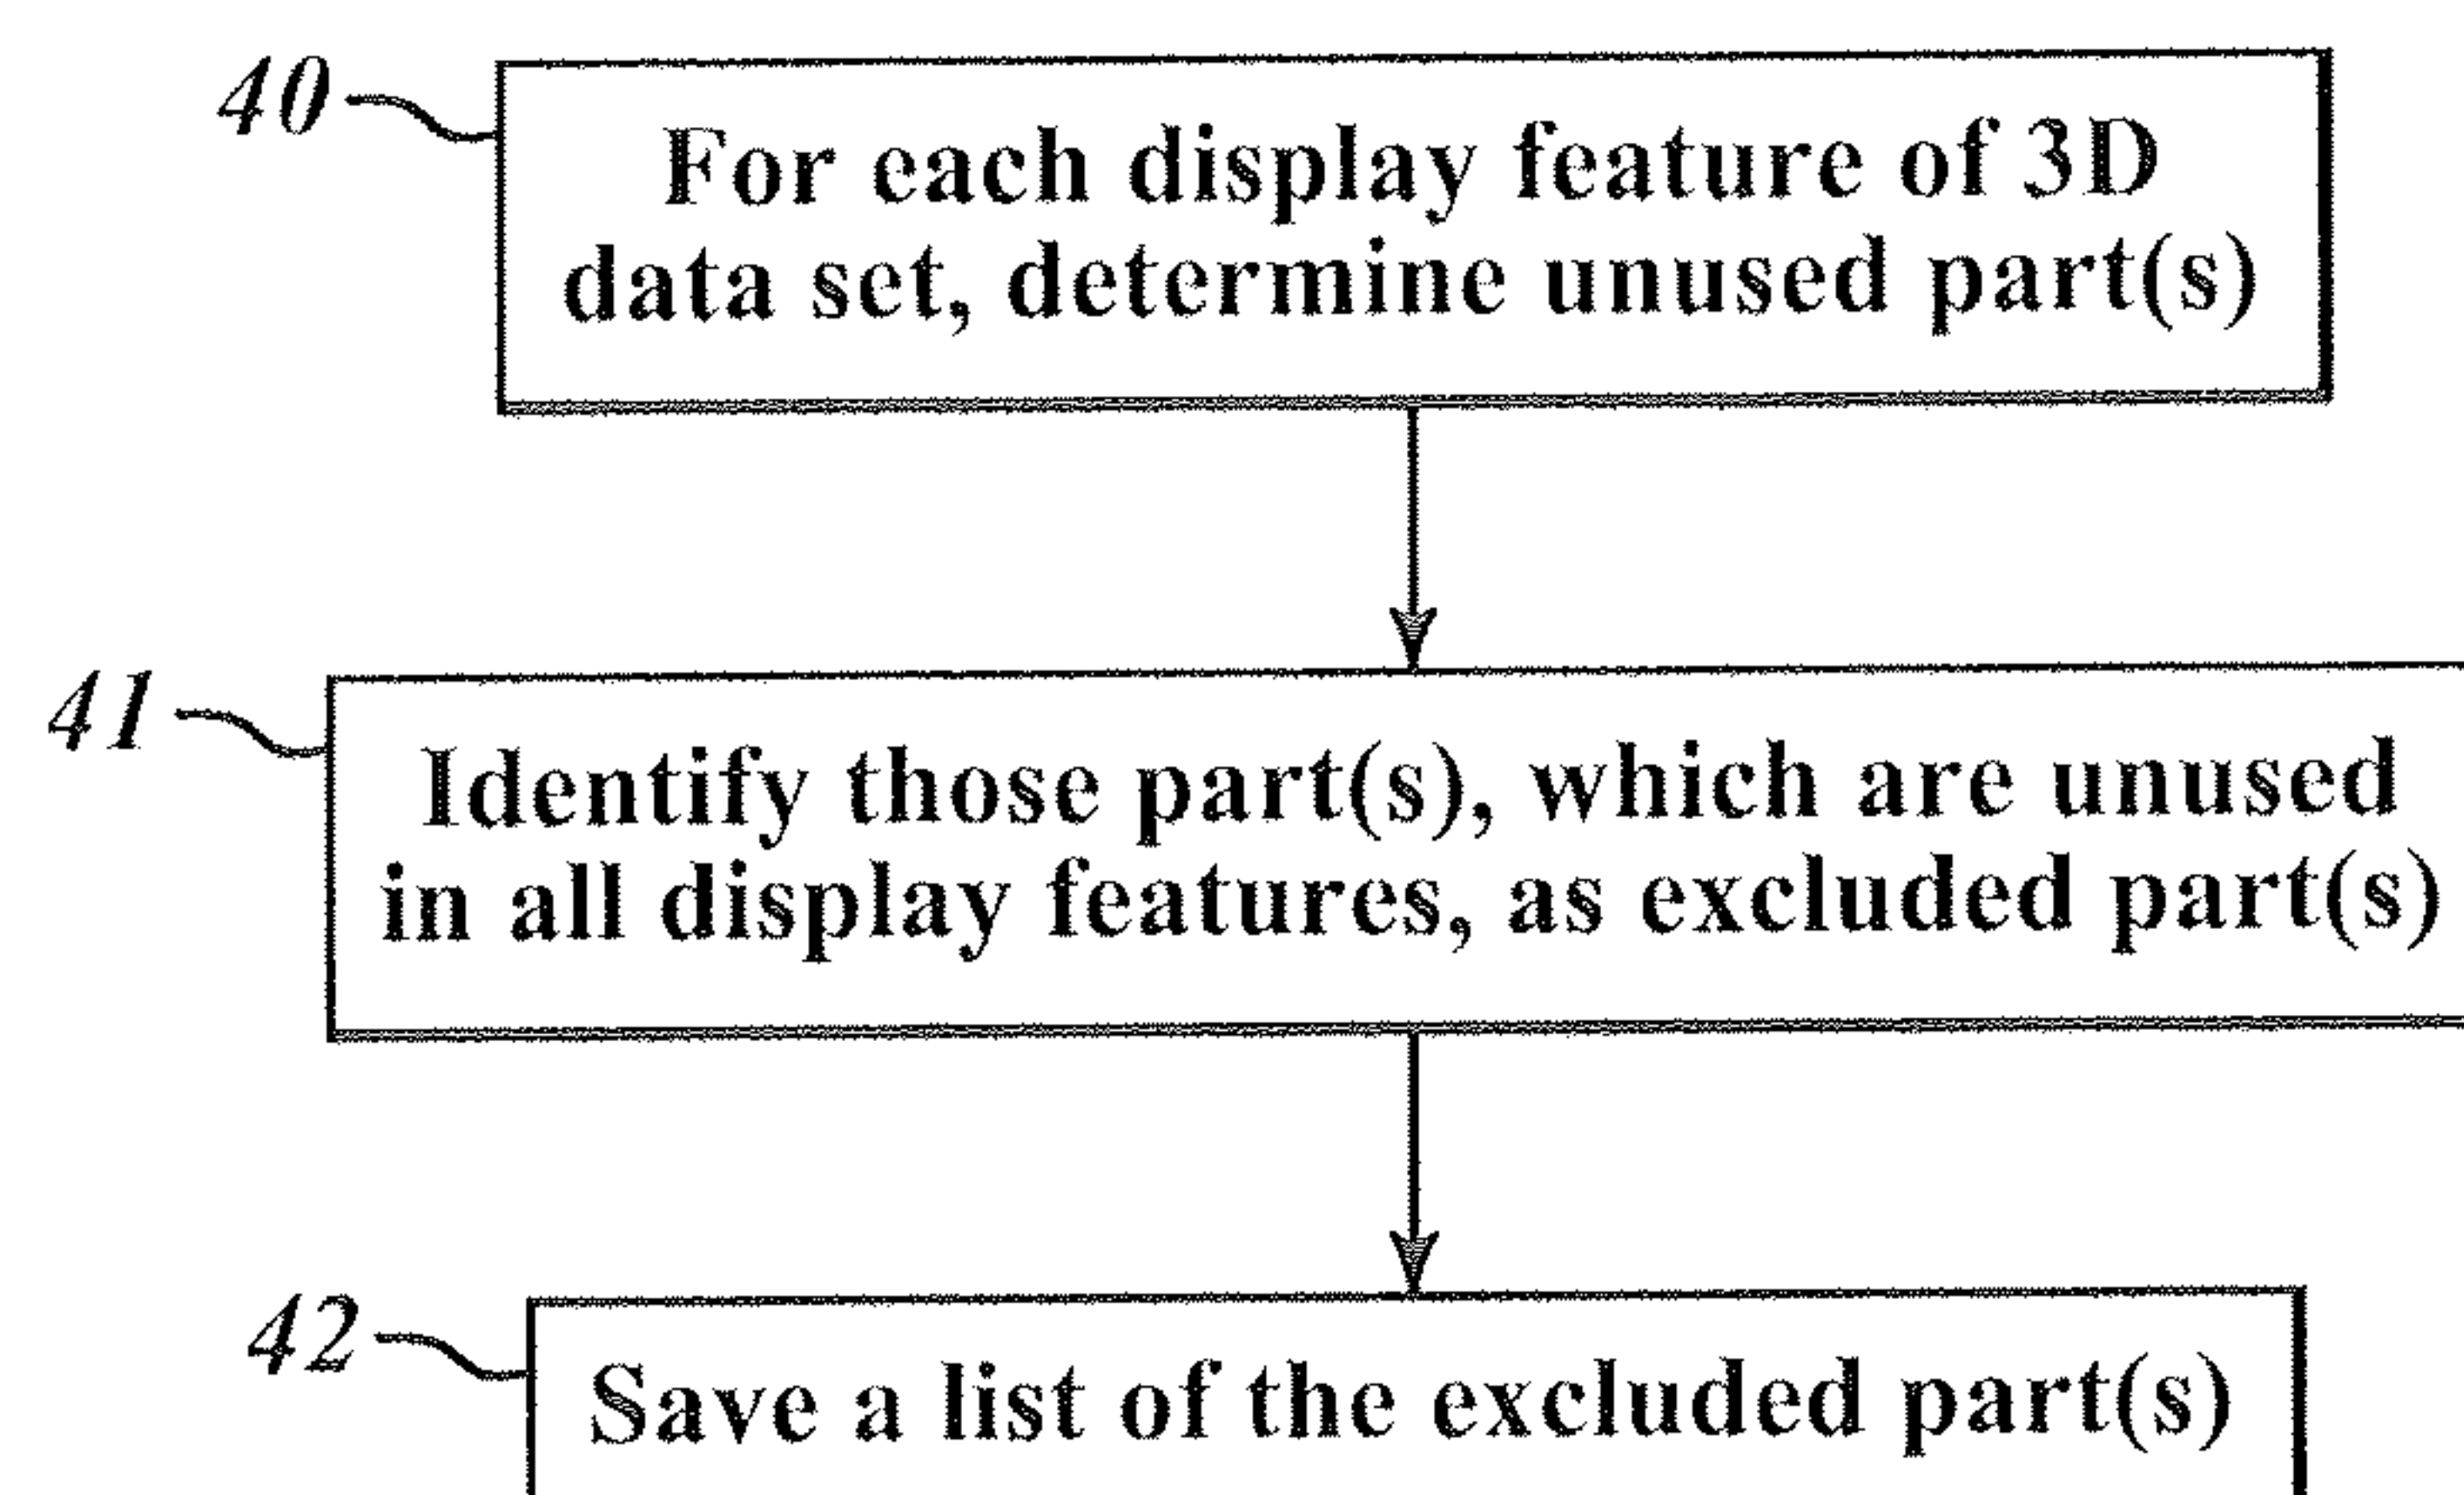 40
For each display feature of 3D
data set, determine unused part(s)
41
Identify those part(s), which are unused
in all display features, as excluded part(s)
42
Save a list of the excluded part(s)